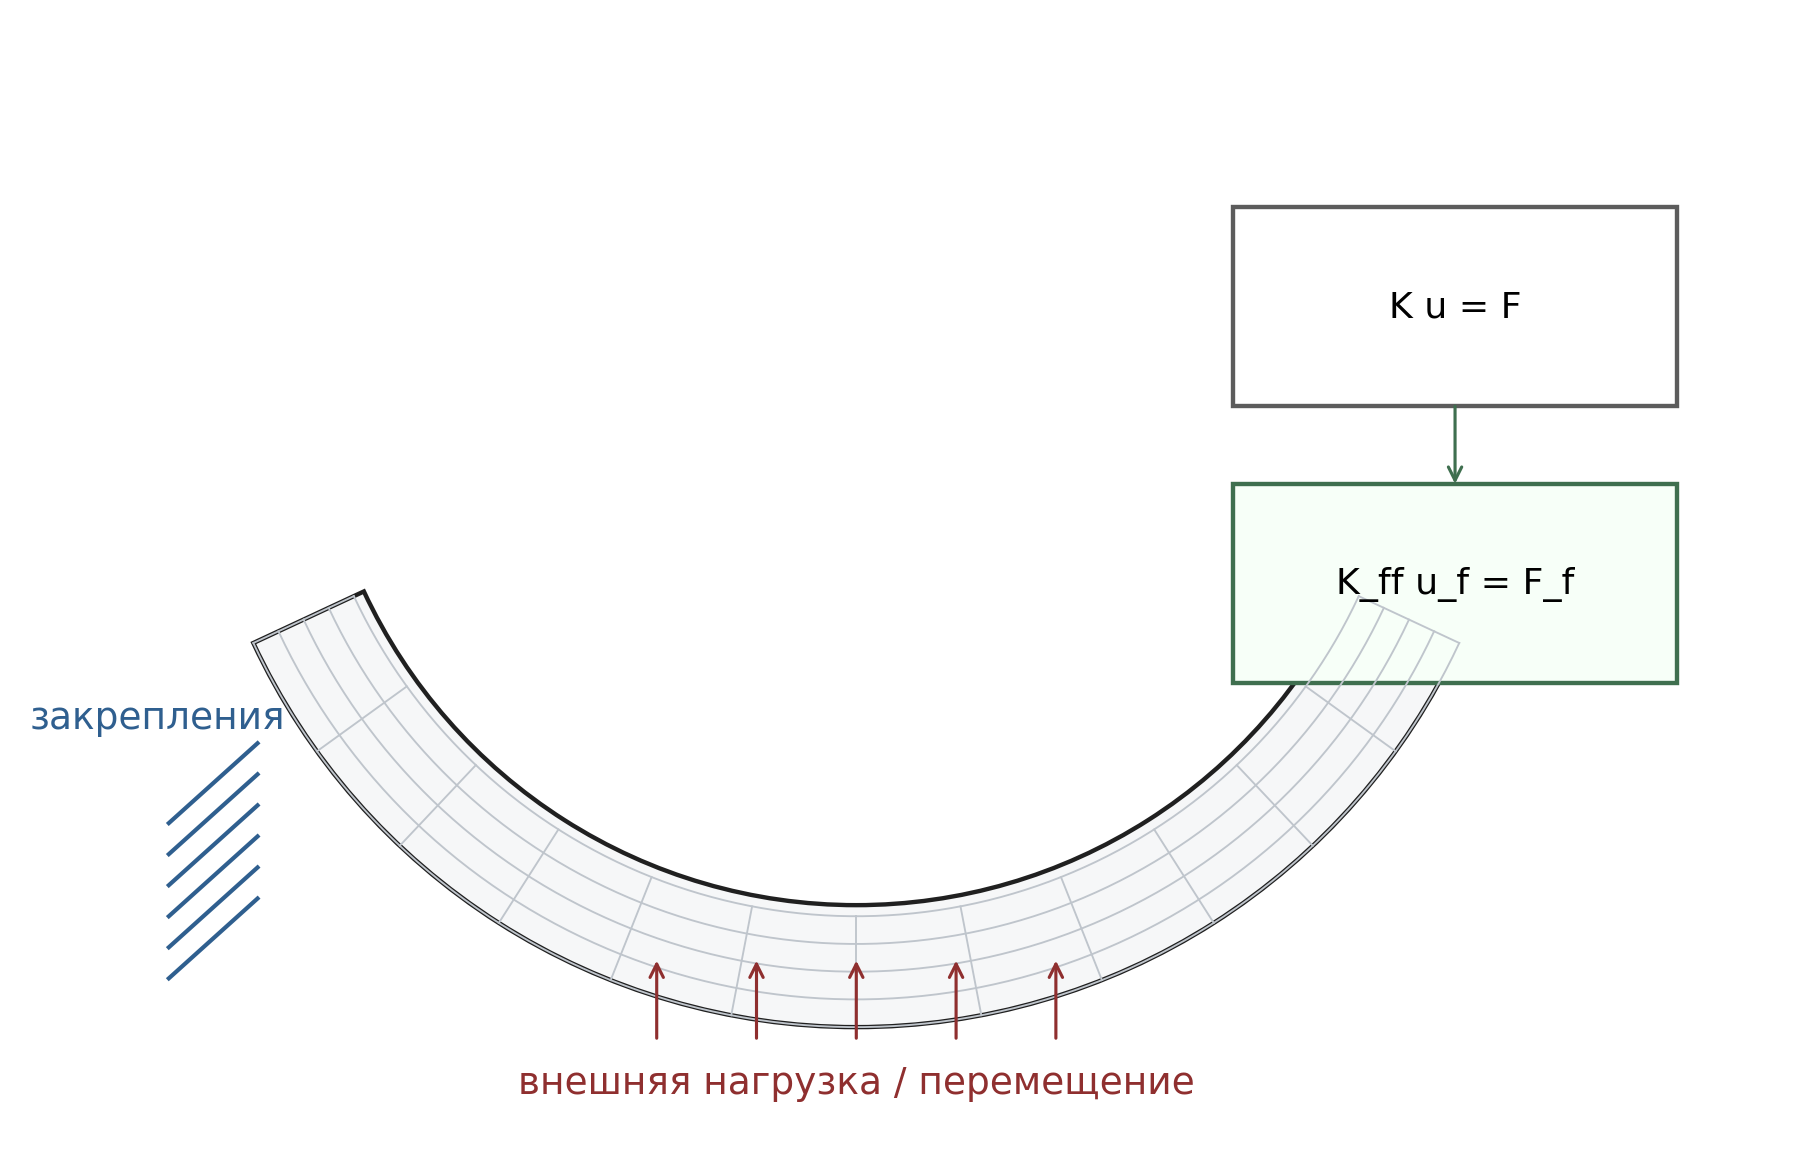 K u = F
K_ff u_f = F_f
закрепления
внешняя нагрузка / перемещение